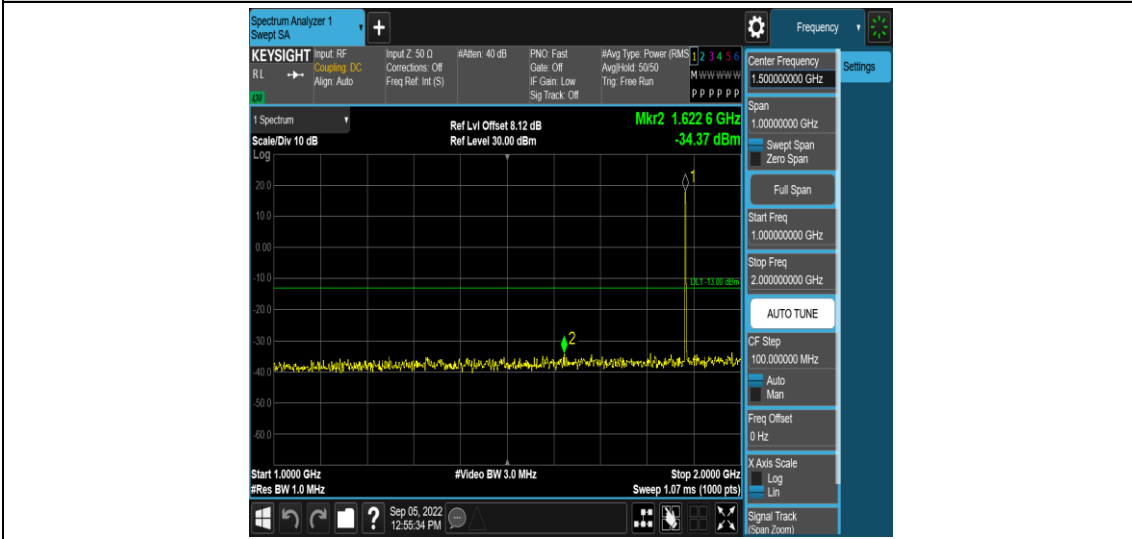 Spectrum Analyzer 1
Swept SA
+
Frequency
KEYSIGHT
RL
Input: RF
Coupling: DC
Align: Auto
Input Z: 50 Ω
Corrections: Off
Freq Ref: Int (S)
#Atten: 40 dB
PNO: Fast
Gate: Off
IF Gain: Low
Sig Track: Off
#Avg Type: Power (RMS
Avg|Hold: 50/50
Trig: Free Run
1 2 3 4 5 6
M W W W W W
P P P P P P
1 Spectrum
Scale/Div 10 dB
Log
Ref Lvl Offset 8.12 dB
Ref Level 30.00 dBm
Mkr2 1.622 6 GHz
-34.37 dBm
20.0
10.0
0.00
-10.0
-20.0
-30.0
-40.0
-50.0
-60.0
1
DL1 -13.00 dBm
2
Start 1.0000 GHz
#Res BW 1.0 MHz
#Video BW 3.0 MHz
Stop 2.0000 GHz
Sweep 1.07 ms (1000 pts)
?
Sep 05, 2022
12:55:34 PM
Center Frequency
1.500000000 GHz
Settings
Span
1.00000000 GHz
Swept Span
Zero Span
Full Span
Start Freq
1.000000000 GHz
Stop Freq
2.000000000 GHz
AUTO TUNE
CF Step
100.000000 MHz
Auto
Man
Freq Offset
0 Hz
X Axis Scale
Log
Lin
Signal Track
(Span Zoom)